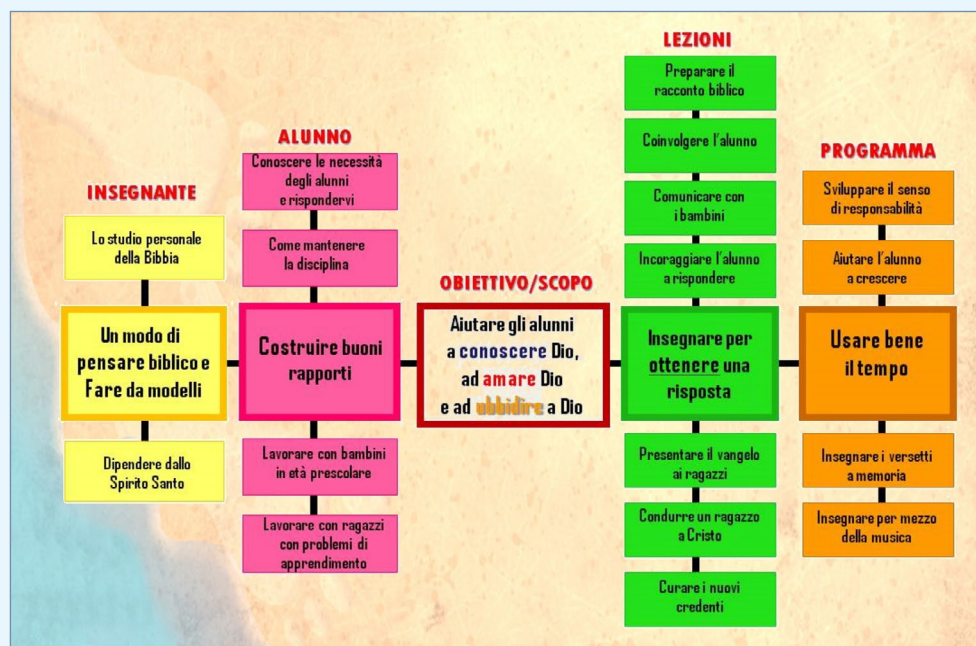 INSEGNANTE
Lo studio personale
della Bibbia
Un modo di
pensare biblico e
Fare da modelli
Dipendere dallo
Spirito Santo
ALUNNO
Conoscere le necessità
degli alunni
e rispondervi
Come mantenere
la disciplina
Costruire buoni
rapporti
Lavorare con bambini
in età prescolare
Lavorare con ragazzi
con problemi di
apprendimento
OBIETTIVO/SCOPO
Aiutare gli alunni
a conoscere Dio,
ad amare Dio
e ad ubbidire a Dio
LEZIONI
Preparare il
racconto biblico
Coinvolgere l'alunno
Comunicare con
i bambini
Incoraggiare l'alunno
a rispondere
Insegnare per
ottenere una
risposta
Presentare il vangelo
ai ragazzi
Condurre un ragazzo
a Cristo
Curare i nuovi
credenti
PROGRAMMA
Sviluppare il senso
di responsabilità
Aiutare l'alunno
a crescere
Usare bene
il tempo
Insegnare i versetti
a memoria
Insegnare per mezzo
della musica